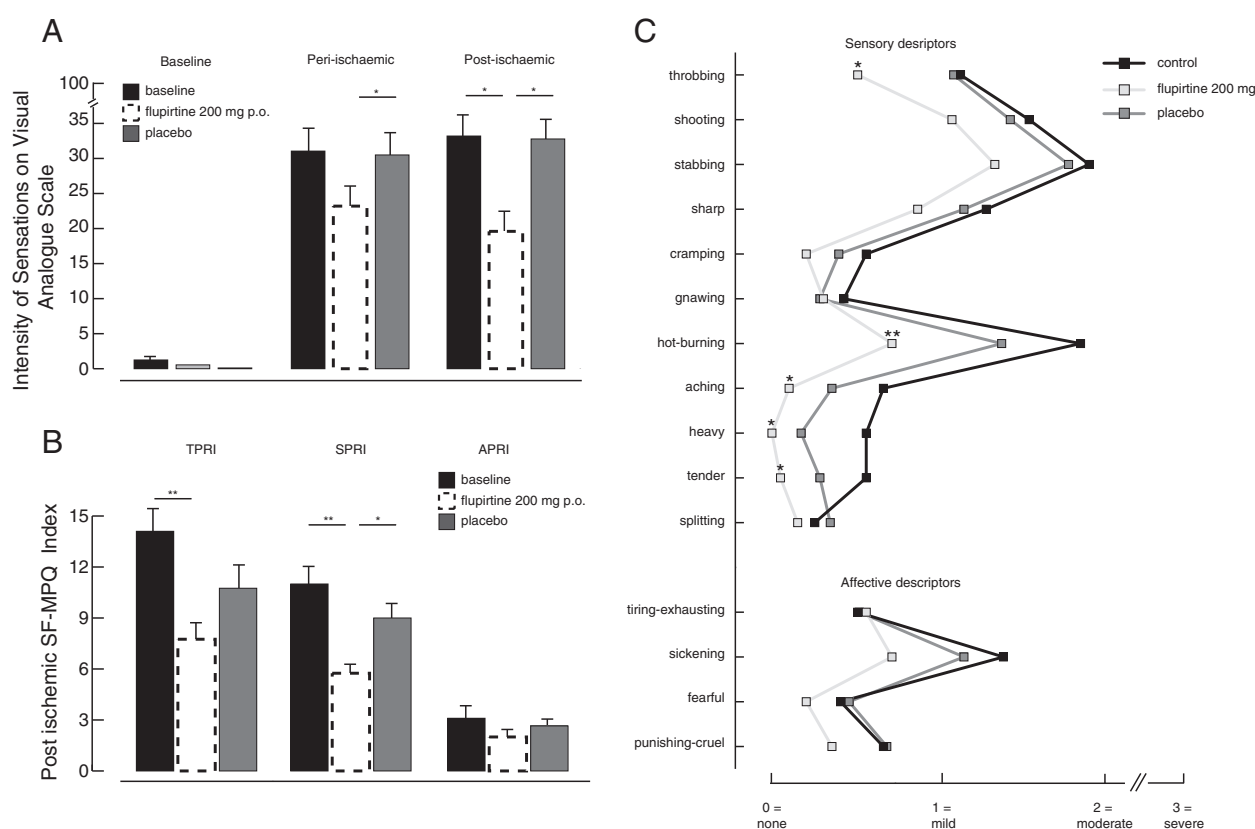 A
Intensity of Sensations on Visual
Analogue Scale
Baseline
Peri-ischaemic
Post-ischaemic
baseline
flupirtine 200 mg p.o.
placebo
100
35
30
25
20
15
10
5
0
*
*
*
B
Post ischemic SF-MPQ Index
TPRI
SPRI
APRI
baseline
flupirtine 200 mg p.o.
placebo
15
12
9
6
3
0
**
**
*
C
Sensory desriptors
control
flupirtine 200 mg
placebo
throbbing
*
shooting
stabbing
sharp
cramping
gnawing
hot-burning
**
aching
*
heavy
*
tender
*
splitting
Affective descriptors
tiring-exhausting
sickening
fearful
punishing-cruel
0 =
none
1 =
mild
2 =
moderate
3 =
severe